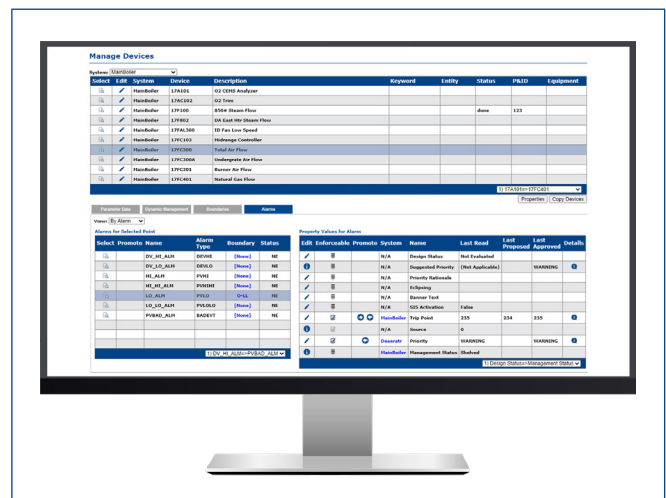 Manage Devices
System: MainBoiler
Select Edit System Device Description Keyword Entity Status P&ID Equipment
MainBoiler 17A101 O2 CEMS Analyzer
MainBoiler 17AC102 O2 Trim
MainBoiler 17F100 850# Steam Flow done 123
MainBoiler 17F802 DA East Htr Steam Flow
MainBoiler 17FAL300 ID Fan Low Speed
MainBoiler 17FC103 Midrange Controller
MainBoiler 17FC300 Total Air Flow
MainBoiler 17FC300A Undergrate Air Flow
MainBoiler 17FC201 Burner Air Flow
MainBoiler 17FC401 Natural Gas Flow
1) 17A101=>17FC401
Properties Copy Devices
Parameter Data Dynamic Management Boundaries Alarms
View: By Alarm
Alarms for Selected Point
Select Promote Name Alarm Type Boundary Status
DV_HI_ALM DEVHI [None] NE
DV_LO_ALM DEVLO [None] NE
HI_ALM PVHI [None] NE
HI_HI_ALM PVHIHI [None] NE
LO_ALM PVLO O-LL NE
LO_LO_ALM PVLOLO [None] NE
PVBAD_ALM BADEVT [None] NE
1) DV_HI_ALM=>PVBAD_ALM
Property Values for Alarm
Edit Enforceable Promote System Name Last Read Last Proposed Last Approved Details
N/A Design Status Not Evaluated
N/A Suggested Priority [Not Applicable] WARNING
N/A Priority Rationale
N/A Eclipsing
N/A Banner Text
N/A SIS Activation False
MainBoiler Trip Point 235 234 235
N/A Source 0
Deaeratr Priority WARNING WARNING
MainBoiler Management Status Shelved
1) Design Status=>Management Status